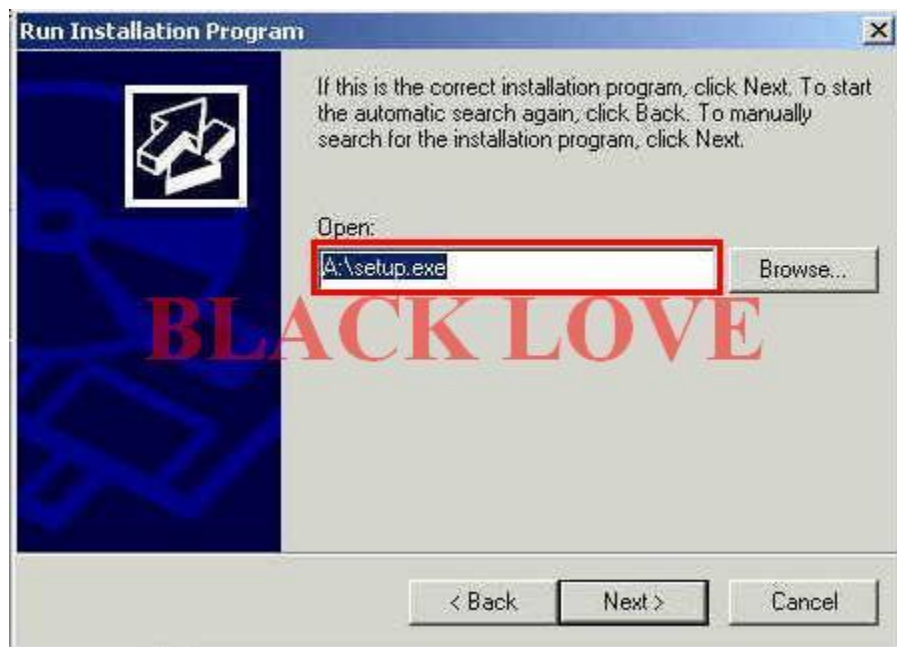 Run Installation Program
If this is the correct installation program, click Next. To start
the automatic search again, click Back. To manually
search for the installation program, click Next.
Open:
A:\setup.exe
Browse...
BLACK LOVE
< Back
Next >
Cancel